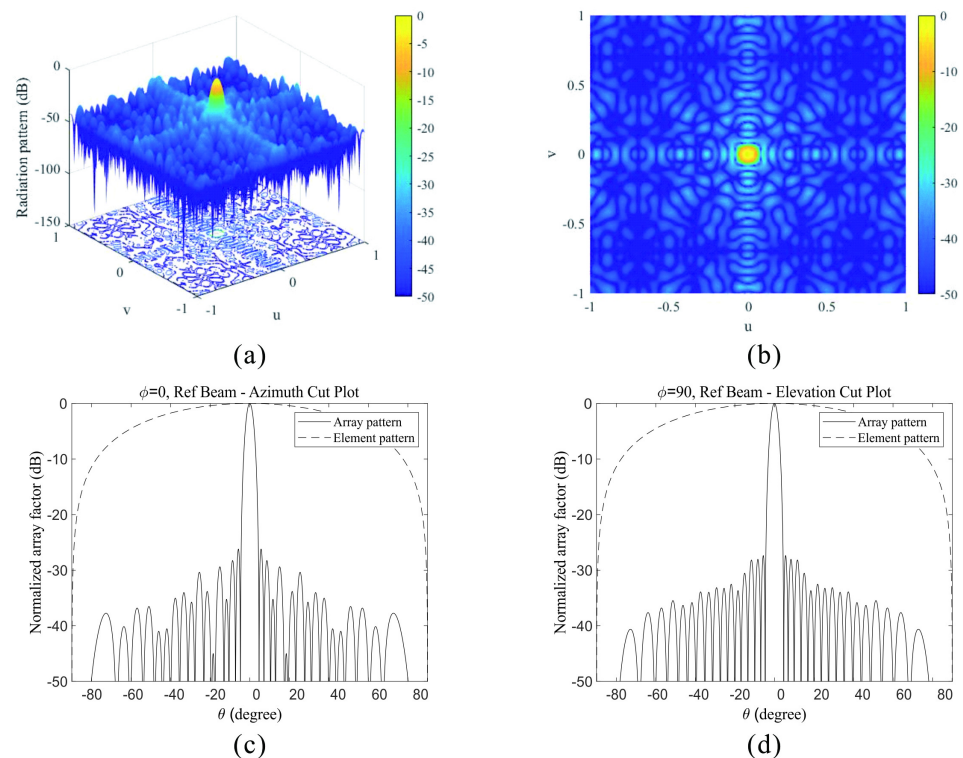 0
-5
-10
-15
-20
-25
-30
-35
-40
-45
-50
Radiation pattern (dB)
0
-50
-100
-150
1
0
-1
v
-1
0
1
u
(a)
1
0.5
0
-0.5
-1
v
-1
-0.5
0
0.5
1
u
0
-10
-20
-30
-40
-50
(b)
ϕ=0, Ref Beam - Azimuth Cut Plot
Array pattern
Element pattern
Normalized array factor (dB)
0
-10
-20
-30
-40
-50
-80 -60 -40 -20 0 20 40 60 80
θ (degree)
(c)
ϕ=90, Ref Beam - Elevation Cut Plot
Array pattern
Element pattern
Normalized array factor (dB)
0
-10
-20
-30
-40
-50
-80 -60 -40 -20 0 20 40 60 80
θ (degree)
(d)